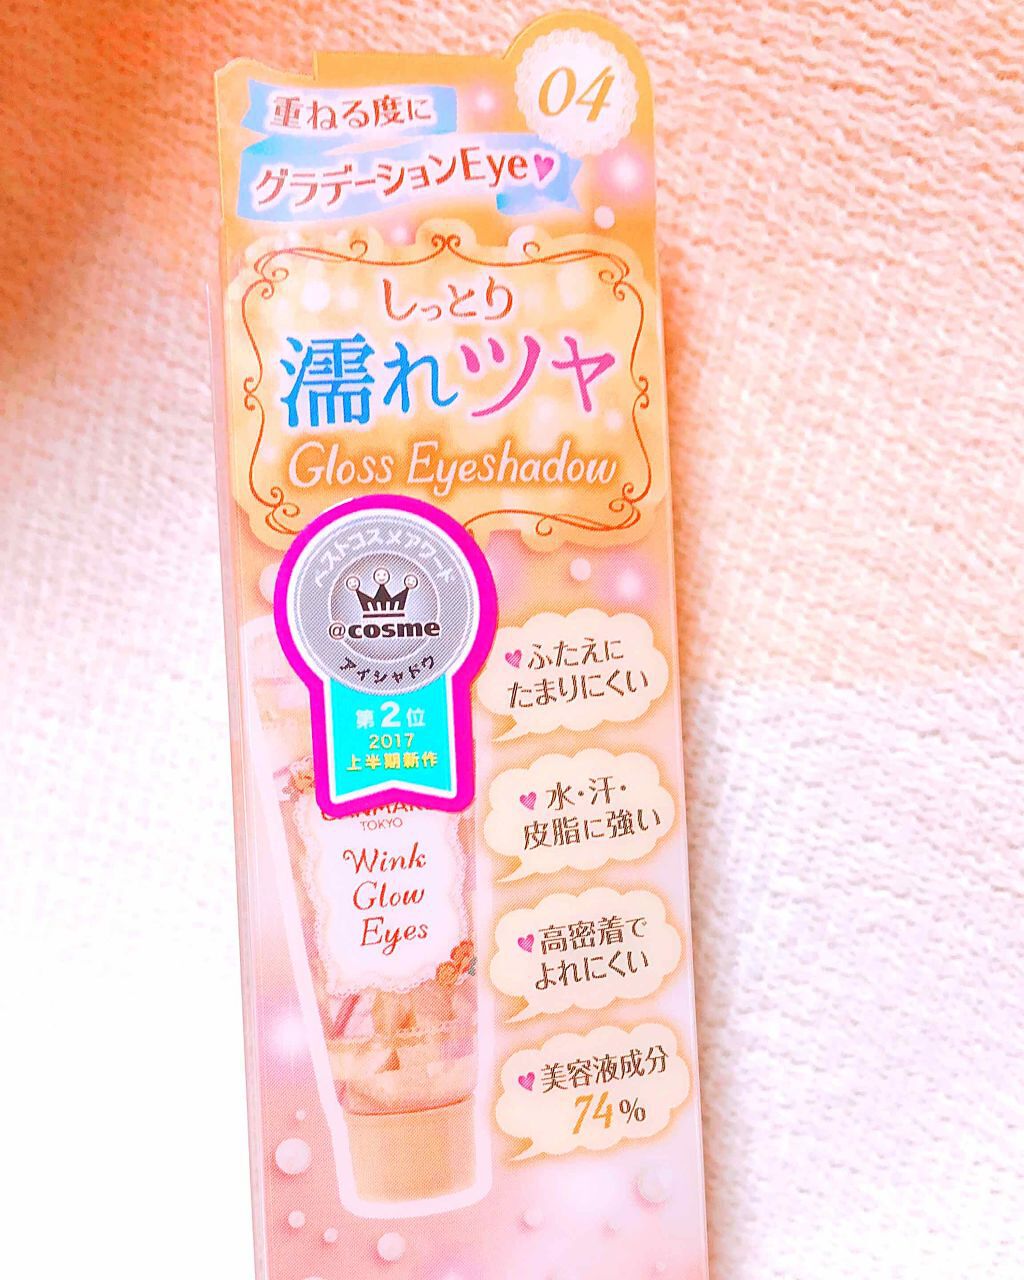 04
重ねる度に
グラデーションEye
しっとり
濡れツヤ
Gloss Eyeshadow
ベストコスメアワード
@cosme
アイシャドウ
第2位
2017
上半期新作
TOKYO
Wink
Glow
Eyes
ふたえに
たまりにくい
水・汗・
皮脂に強い
高密着で
よれにくい
美容液成分
74%